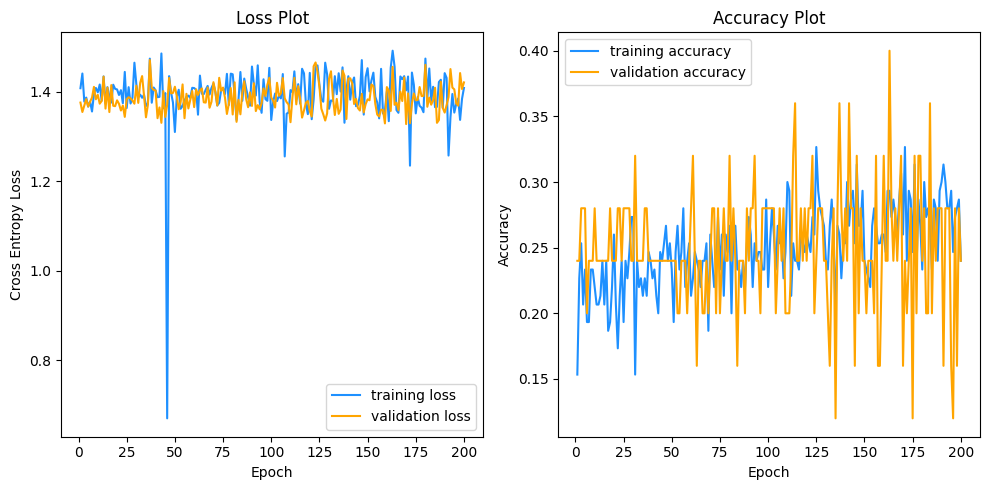 Loss Plot
Cross Entropy Loss
1.4
1.2
1.0
0.8
0
25
50
75
100
125
150
175
200
Epoch
training loss
validation loss
Accuracy Plot
Accuracy
0.40
0.35
0.30
0.25
0.20
0.15
0
25
50
75
100
125
150
175
200
Epoch
training accuracy
validation accuracy